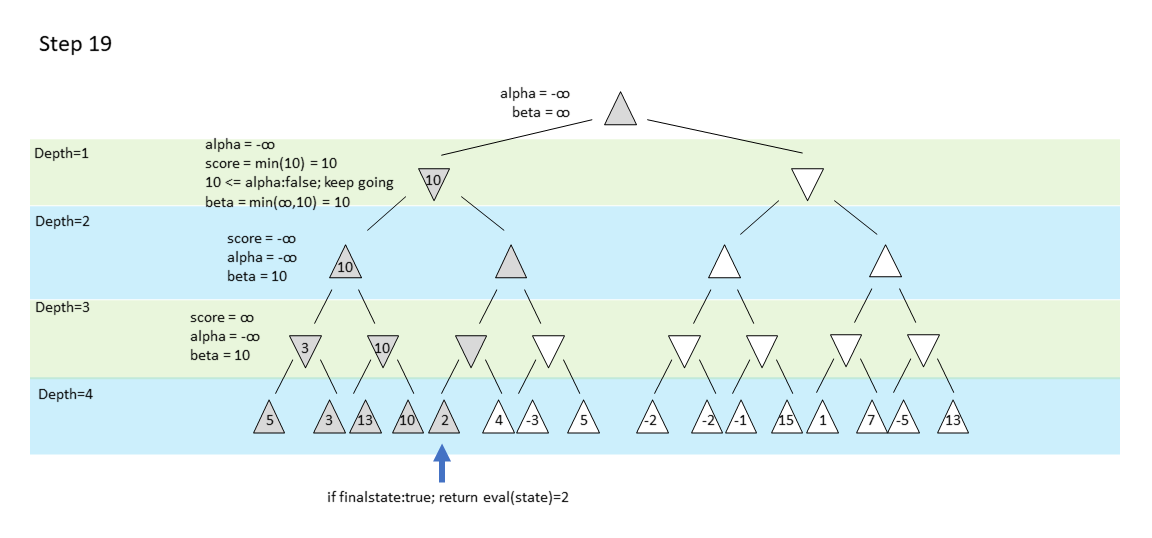 Step 19
alpha = -∞
beta = ∞
Depth=1
alpha = -∞
score = min(10) = 10
10 <= alpha:false; keep going
beta = min(∞,10) = 10
10
Depth=2
score = -∞
alpha = -∞
beta = 10
10
Depth=3
score = ∞
alpha = -∞
beta = 10
3 10
Depth=4
5 3 13 10 2 4 -3 5 -2 -2 -1 15 1 7 -5 13
if finalstate:true; return eval(state)=2